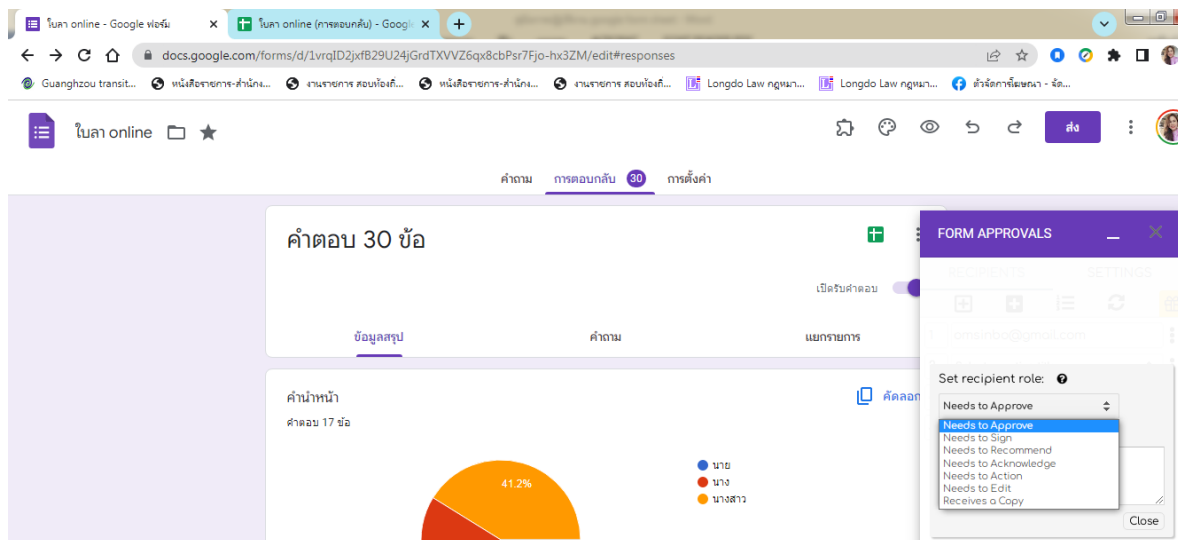 ใบลา online - Google ฟอร์ม
ใบลา online (การตอบกลับ) - Googl
docs.google.com/forms/d/1vrqID2jxfB29U24jGrdTXVVZ6qx8cbPsr7Fjo-hx3ZM/edit#responses
Guanghzou transit...
หนังสือราชการ-สำนักง...
งานราชการ สอบท้องถิ่...
หนังสือราชการ-สำนักง...
งานราชการ สอบท้องถิ่...
Longdo Law กฎหมา...
Longdo Law กฎหมา...
ตัวจัดการโฆษณา - จัด...
ใบลา online
ส่ง
คำถาม
การตอบกลับ 30
การตั้งค่า
คำตอบ 30 ข้อ
เปิดรับคำตอบ
ข้อมูลสรุป
คำถาม
แยกรายการ
คำนำหน้า
คัดลอก
คำตอบ 17 ข้อ
41.2%
นาย
นาง
นางสาว
FORM APPROVALS
RECIPIENTS
SETTINGS
Set recipient role:
Needs to Approve
Needs to Approve
Needs to Sign
Needs to Recommend
Needs to Acknowledge
Needs to Action
Needs to Edit
Receives a Copy
Close